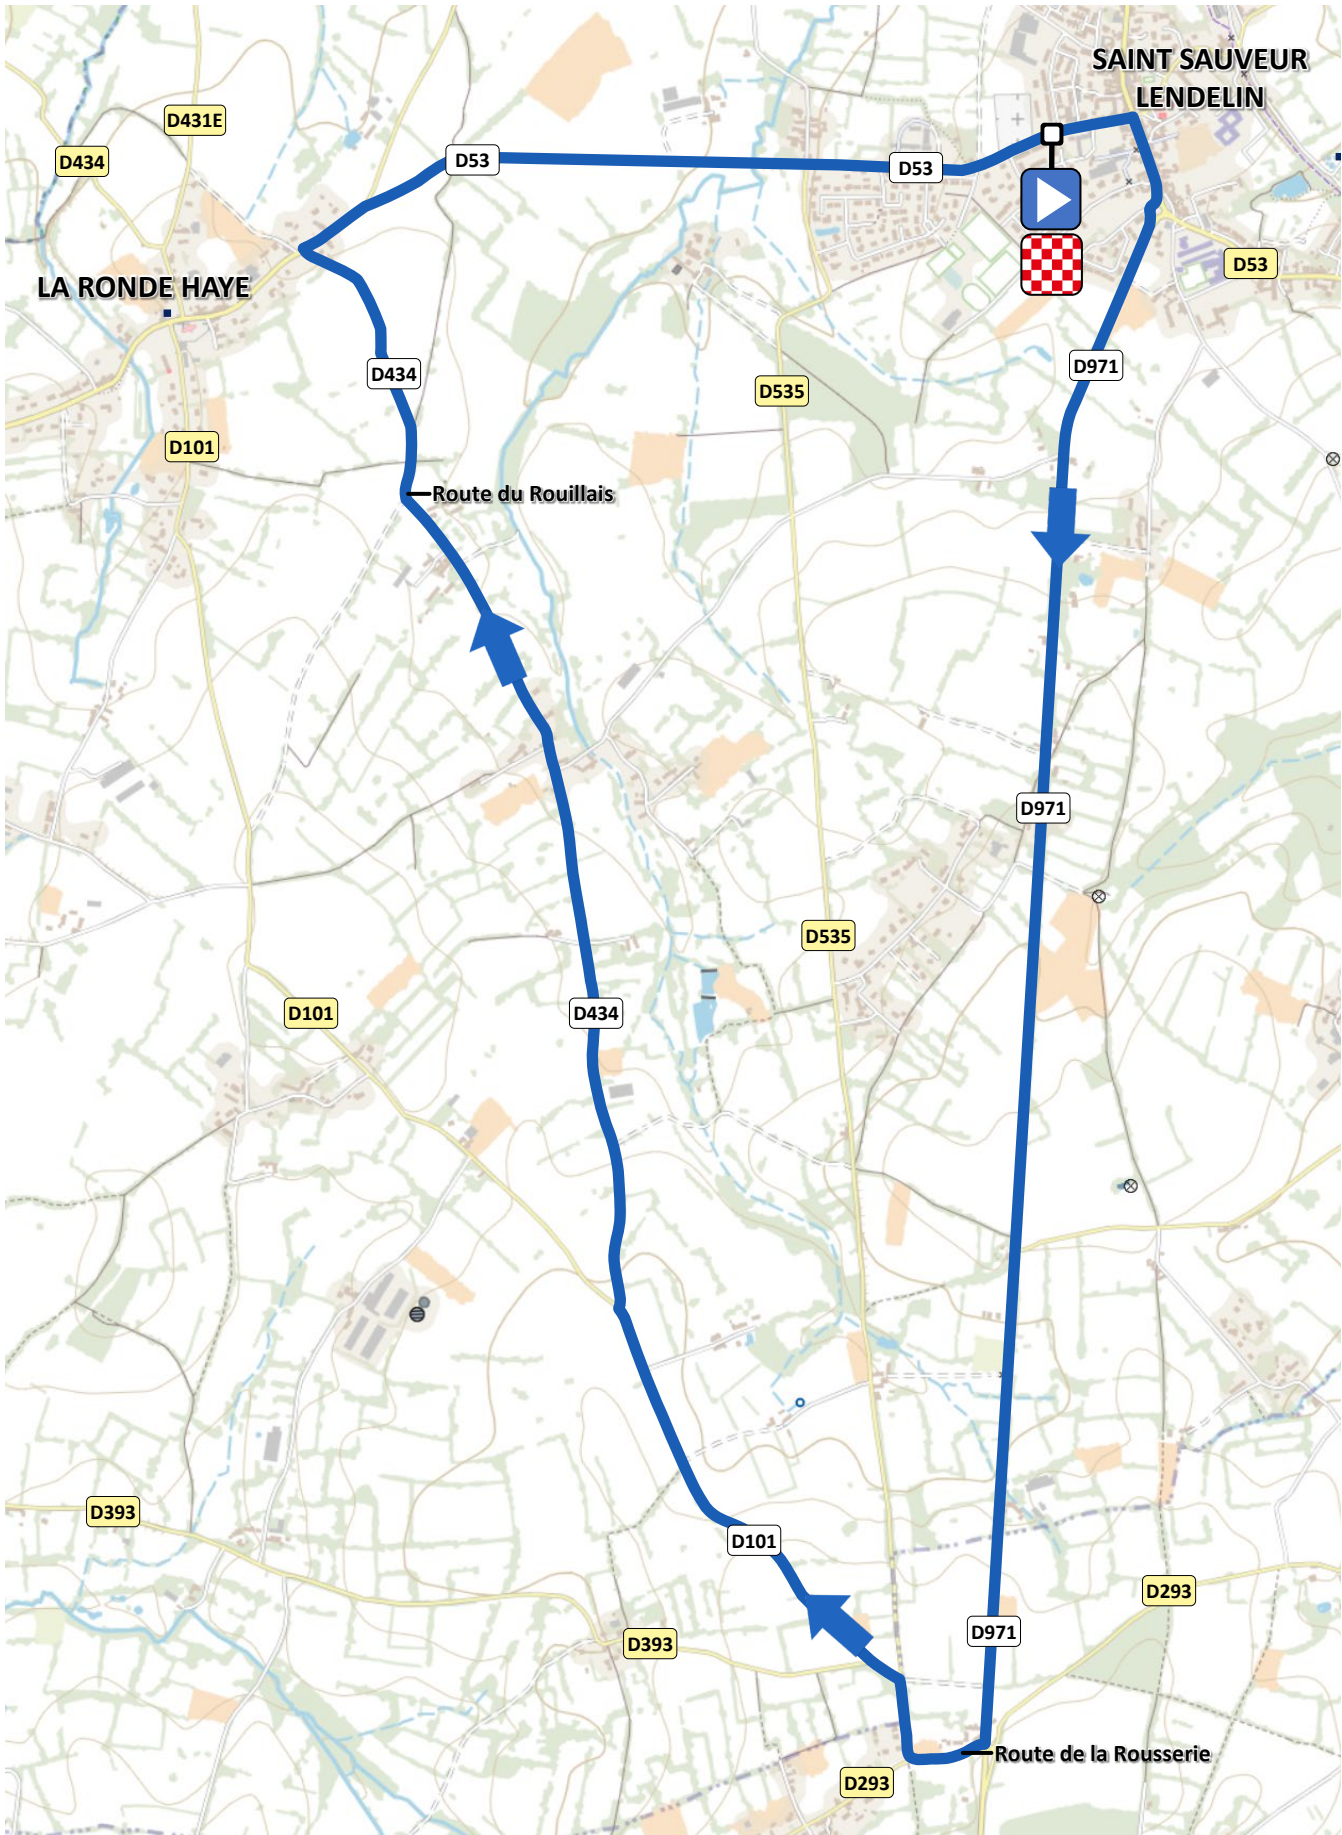 SAINT SAUVEUR
LENDELIN
D431E
D434
D53
D53
D53
LA RONDE HAYE
D971
D434
D535
D101
Route du Rouillais
D971
D535
D101
D434
D393
D101
D293
D971
D393
Route de la Rousserie
D293